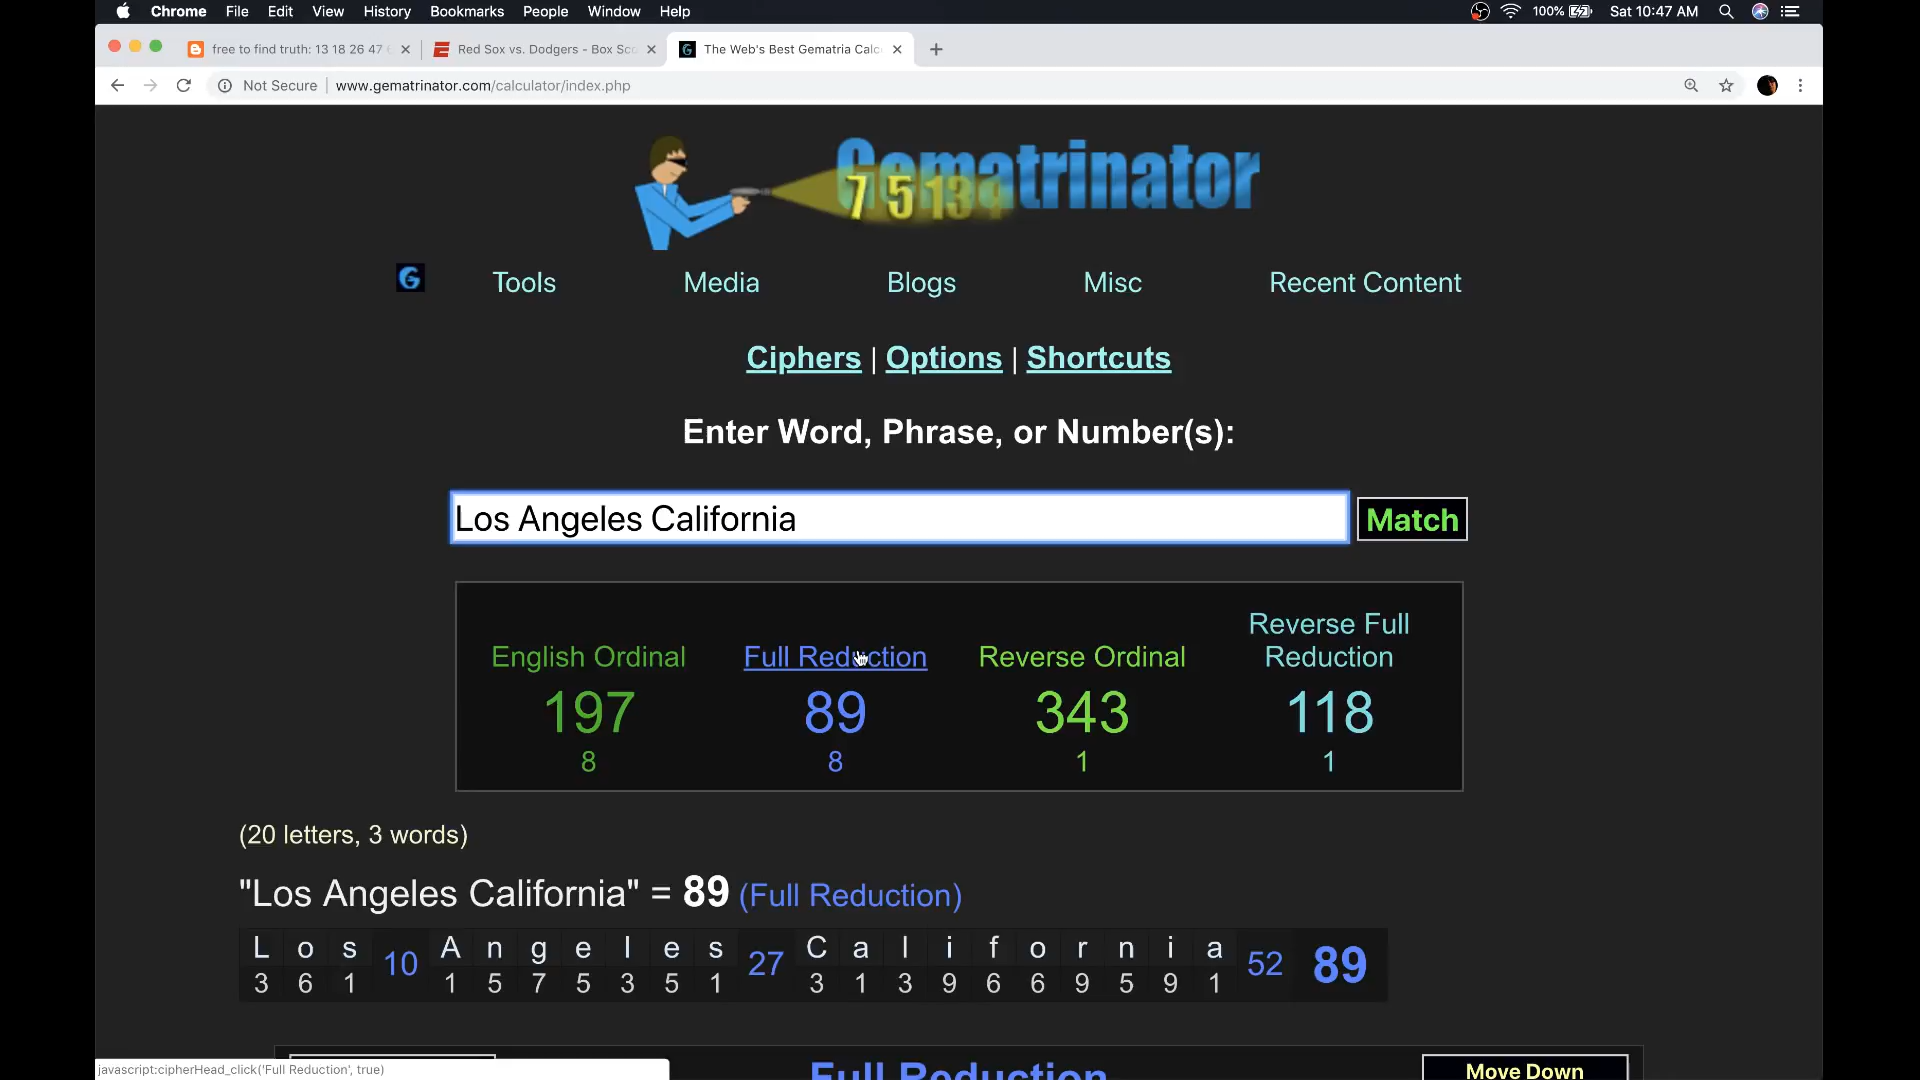 Chrome File Edit View History Bookmarks People Window Help 100% Sat 10:47 AM
free to find truth: 13 18 26 47 Red Sox vs. Dodgers - Box Sco The Web's Best Gematria Calc
Not Secure www.gematrinator.com/calculator/index.php
Gematrinator
7 5 13 9
G Tools Media Blogs Misc Recent Content
Ciphers | Options | Shortcuts
Enter Word, Phrase, or Number(s):
Los Angeles California Match
Reverse Full
English Ordinal Full Reduction Reverse Ordinal Reduction
197 89 343 118
8 8 1 1
(20 letters, 3 words)
"Los Angeles California" = 89 (Full Reduction)
L o s 10 A n g e l e s 27 C a l i f o r n i a 52 89
3 6 1 1 5 7 5 3 5 1 3 1 3 9 6 6 9 5 9 1
Full Reduction Move Down
javascript:cipherHead_click('Full Reduction', true)